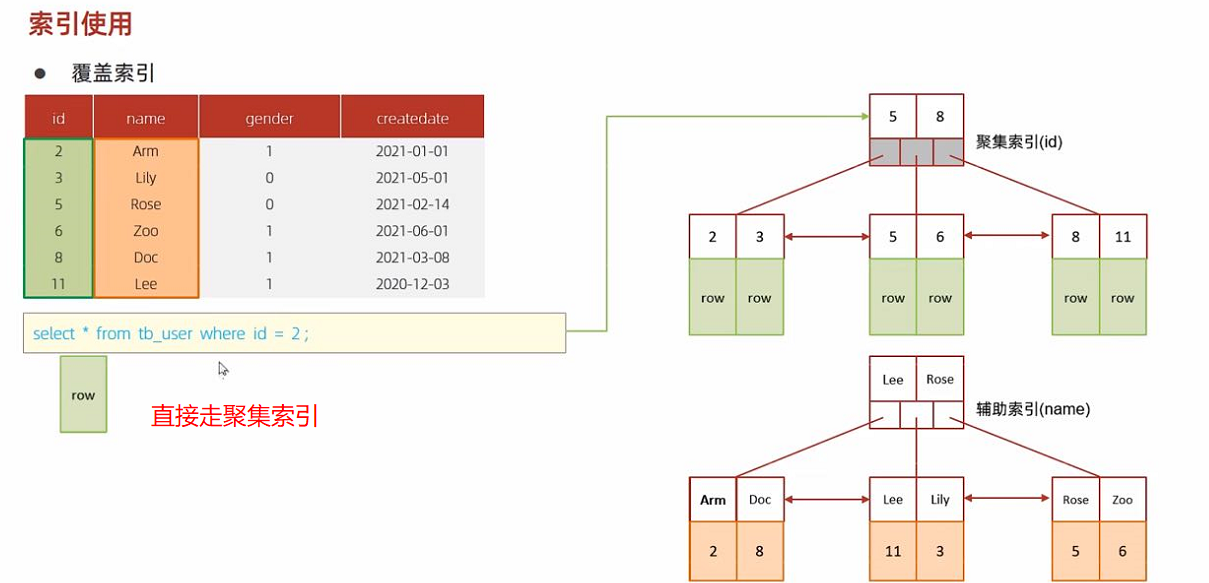 索引使用
● 覆盖索引
id name gender createdate
2 Arm 1 2021-01-01
3 Lily 0 2021-05-01
5 Rose 0 2021-02-14
6 Zoo 1 2021-06-01
8 Doc 1 2021-03-08
11 Lee 1 2020-12-03
select * from tb_user where id = 2 ;
row
直接走聚集索引
5 8
聚集索引(id)
2 3 5 6 8 11
row row row row row row
Lee Rose
辅助索引(name)
Arm Doc Lee Lily Rose Zoo
2 8 11 3 5 6